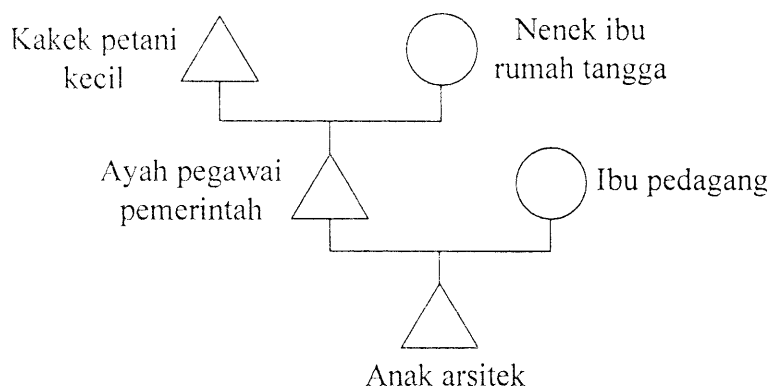 Kakek petani
kecil
Nenek ibu
rumah tangga
Ayah pegawai
pemerintah
Ibu pedagang
Anak arsitek